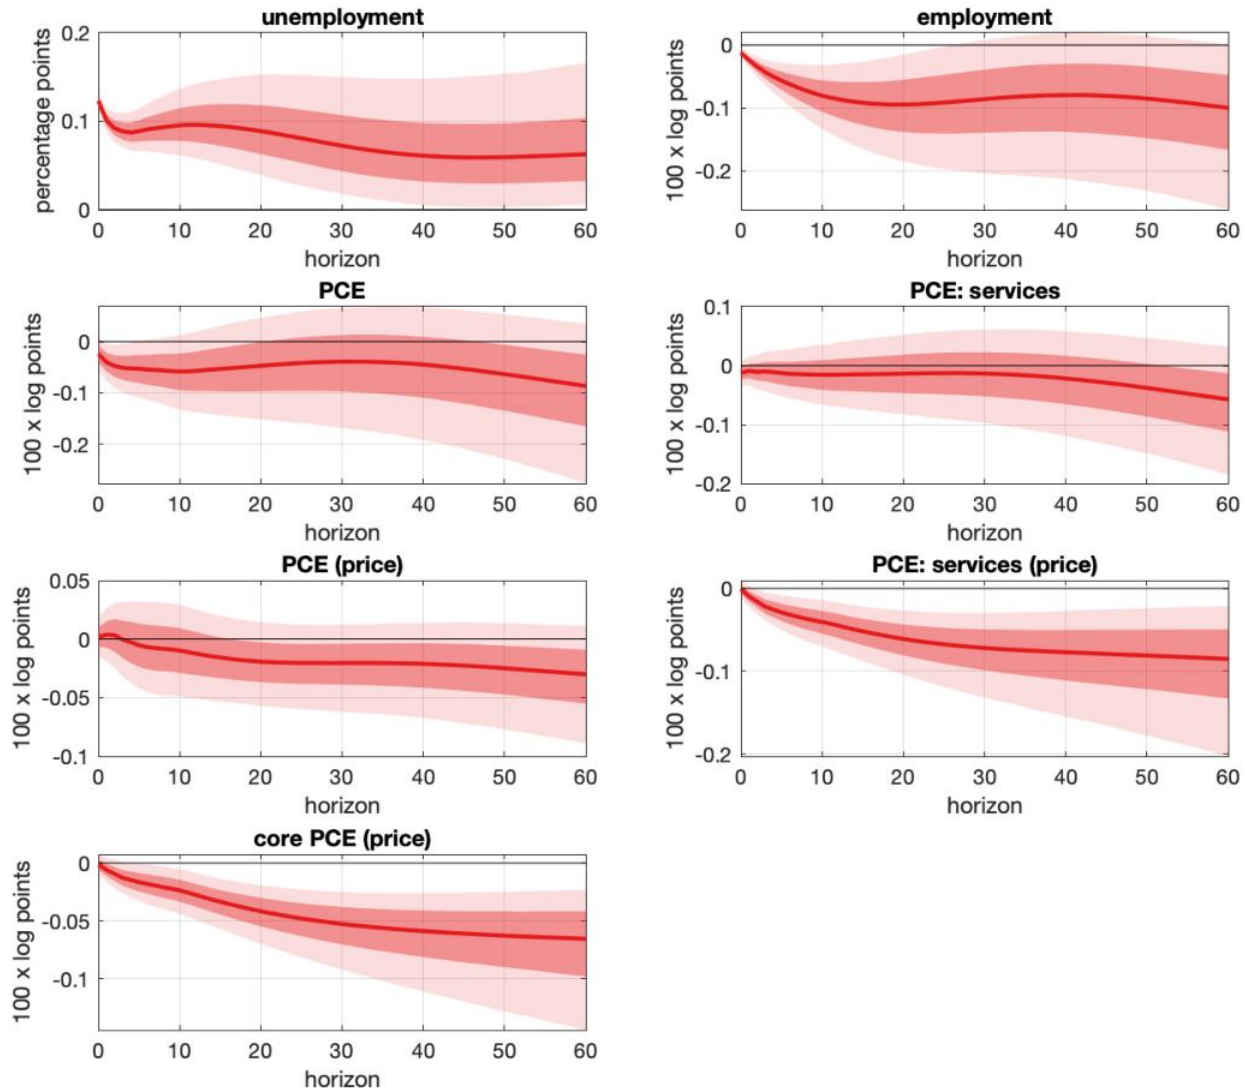 unemployment
percentage points
0.2
0.1
0
0 10 20 30 40 50 60
horizon
employment
100 x log points
0
-0.1
-0.2
0 10 20 30 40 50 60
horizon
PCE
100 x log points
0
-0.1
-0.2
0 10 20 30 40 50 60
horizon
PCE: services
100 x log points
0.1
0
-0.1
-0.2
0 10 20 30 40 50 60
horizon
PCE (price)
100 x log points
0.05
0
-0.05
-0.1
0 10 20 30 40 50 60
horizon
PCE: services (price)
100 x log points
0
-0.1
-0.2
0 10 20 30 40 50 60
horizon
core PCE (price)
100 x log points
0
-0.05
-0.1
0 10 20 30 40 50 60
horizon